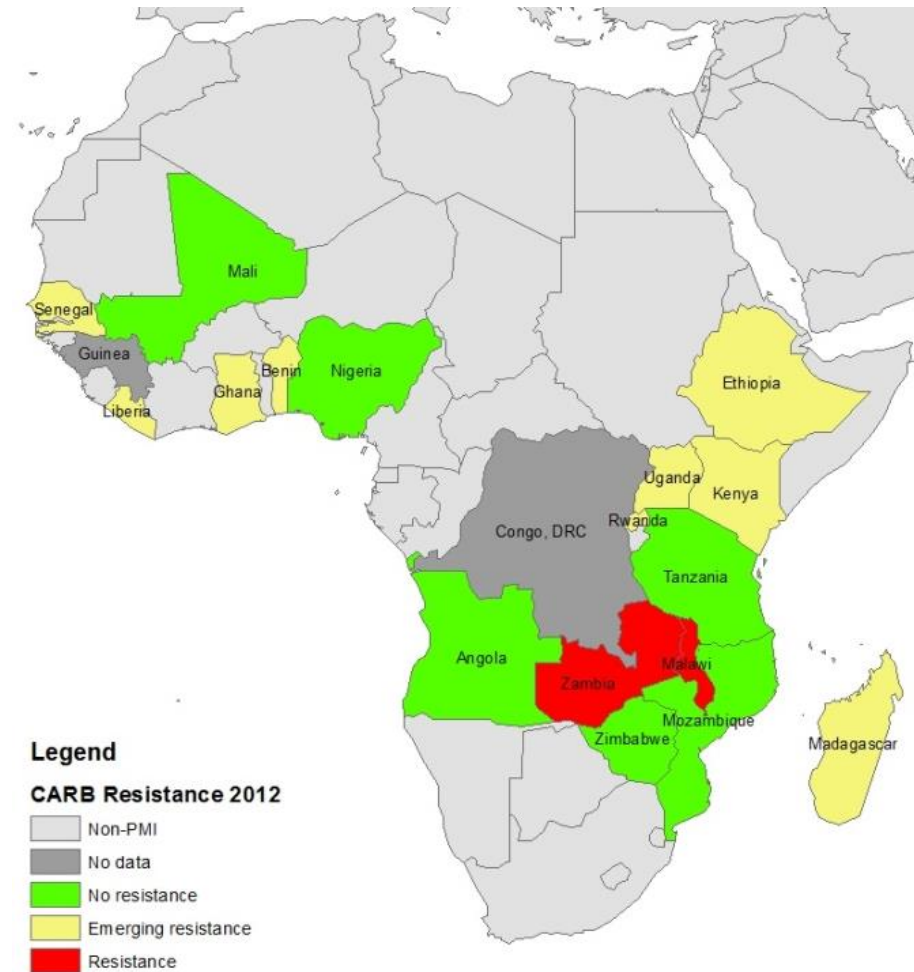 Mali
Senegal
Guinea
Nigeria
Benin
Ghana
Ethiopia
Liberia
Uganda
Kenya
Rwanda
Congo, DRC
Tanzania
Angola
Malawi
Zambia
Mozambique
Zimbabwe
Madagascar
Legend
CARB Resistance 2012
Non-PMI
No data
No resistance
Emerging resistance
Resistance